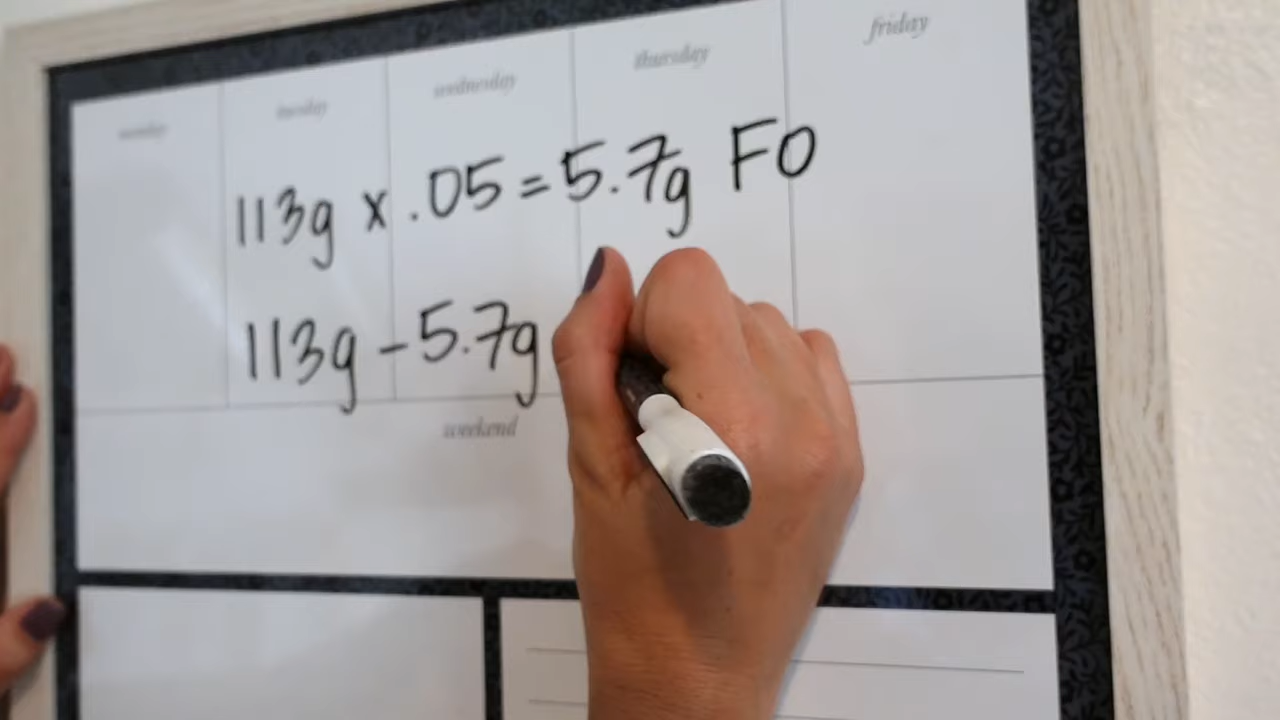 tuesday
wednesday
thursday
friday
113g x .05 = 5.7g FO
113g - 5.7g
weekend